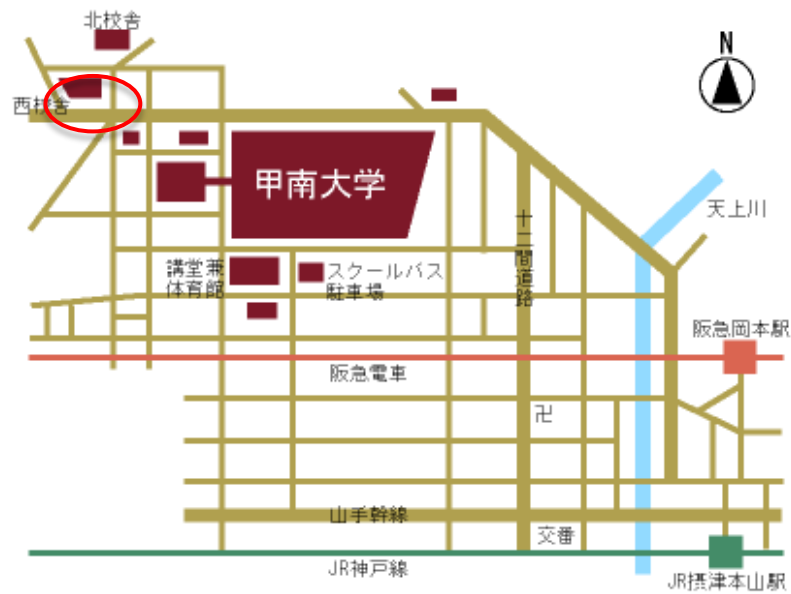 北校舎
N
西校舎
甲南大学
天上川
十二間道路
講堂兼
体育館
スクールバス
駐車場
阪急岡本駅
阪急電車
卍
山手幹線
交番
JR神戸線
JR摂津本山駅